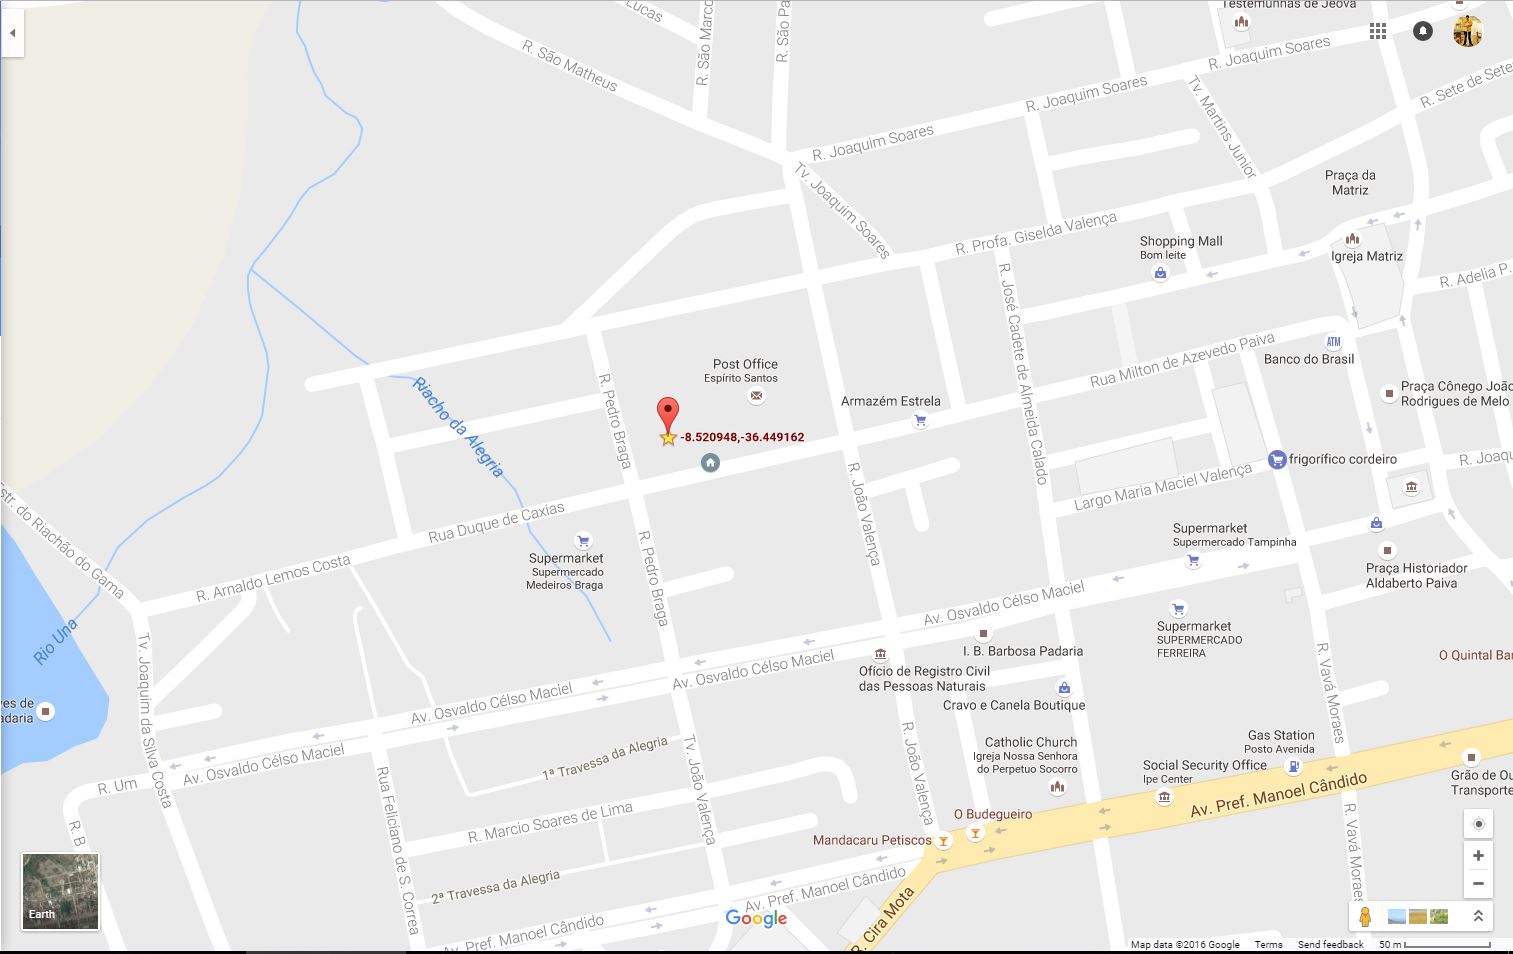 Testemunhas de Jeová
Lucas
R. São Marco
R. São Pa
R. São Matheus
R. Joaquim Soares
R. Joaquim Soares
R. Joaquim Soares
R. Sete de Sete
Tv. Martins Junior
Tv. Joaquim Soares
Praça da
Matriz
R. Profa. Giselda Valença
Shopping Mall
Bom leite
Igreja Matriz
R. Adelia P.
R. José Cadete de Almeida Calado
Rua Milton de Azevedo Paiva
ATM
Banco do Brasil
Post Office
Espírito Santos
R. Pedro Braga
Riacho da Alegria
Armazém Estrela
Praça Cônego João
Rodrigues de Melo
-8.520948,-36.449162
frigorífico cordeiro
R. Joaq
Largo Maria Maciel Valença
R. João Valença
Estr. do Riachão do Gama
Rua Duque de Caxias
Supermarket
Supermercado
Medeiros Braga
R. Pedro Braga
Supermarket
Supermercado Tampinha
Praça Historiador
Aldaberto Paiva
R. Arnaldo Lemos Costa
Av. Osvaldo Célso Maciel
Supermarket
SUPERMERCADO
FERREIRA
Rio Una
Tv. Joaquim da Silva Costa
I. B. Barbosa Padaria
Ofício de Registro Civil
das Pessoas Naturais
Av. Osvaldo Célso Maciel
O Quintal Bar
R. Vavá Moraes
Cravo e Canela Boutique
ves de
adaria
Av. Osvaldo Célso Maciel
R. João Valença
Catholic Church
Igreja Nossa Senhora
do Perpetuo Socorro
Gas Station
Posto Avenida
Social Security Office
Ipe Center
1ª Travessa da Alegria
Av. Osvaldo Célso Maciel
R. Um
Rua Feliciano de S. Correa
Tv. João Valença
Av. Pref. Manoel Cândido
Grão de Ou
Transporte
R. B
R. Marcio Soares de Lima
O Budegueiro
Mandacaru Petiscos
R. Vavá Moraes
2ª Travessa da Alegria
Av. Pref. Manoel Cândido
R. Cira Mota
Av. Pref. Manoel Cândido
Earth
Google
Map data ©2016 Google Terms Send feedback 50 m